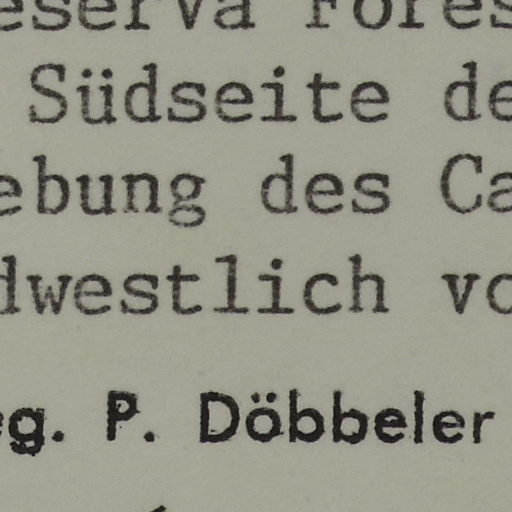 eserva Fores
Südseite de
ebung des Ca
dwestlich vo
eg. P. Döbbeler